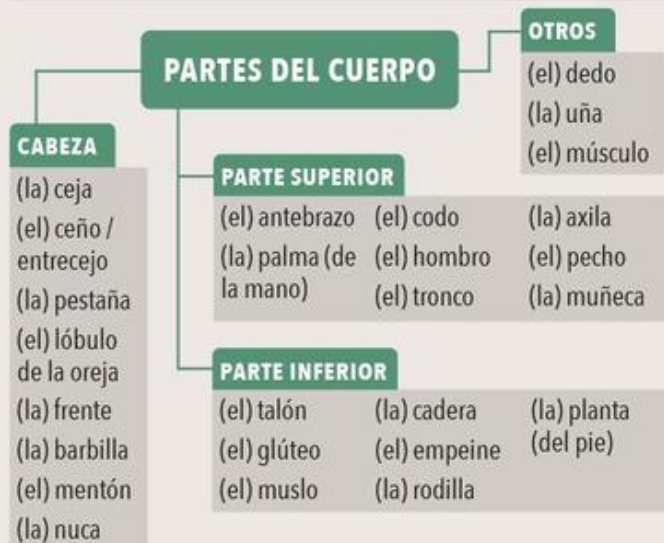 PARTES DEL CUERPO
OTROS
(el) dedo
(la) uña
(el) músculo
CABEZA
(la) ceja
(el) ceño /
entrecejo
(la) pestaña
(el) lóbulo
de la oreja
(la) frente
(la) barbilla
(el) mentón
(la) nuca
PARTE SUPERIOR
(el) antebrazo
(la) palma (de
la mano)
(el) codo
(el) hombro
(el) tronco
(la) axila
(el) pecho
(la) muñeca
PARTE INFERIOR
(el) talón
(el) glúteo
(el) muslo
(la) cadera
(el) empeine
(la) rodilla
(la) planta
(del pie)